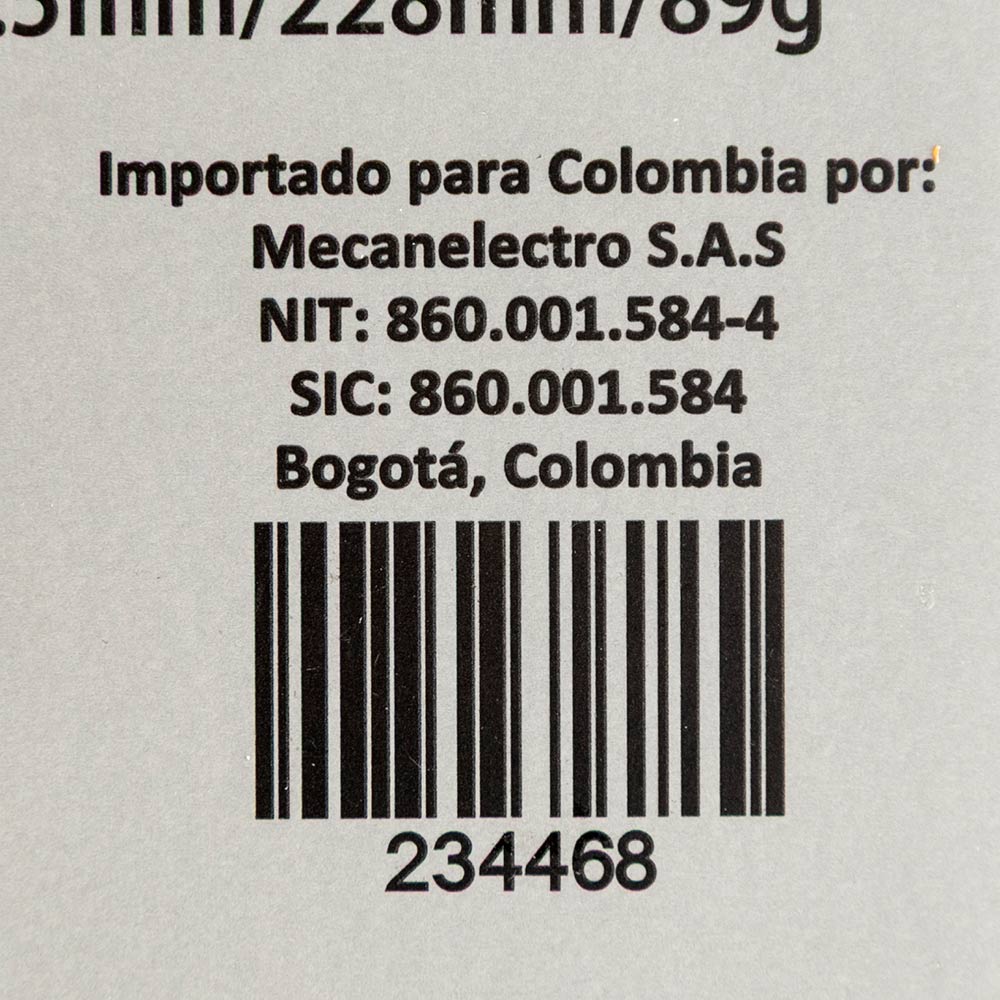 .5mm/228mm/89g
Importado para Colombia por:
Mecanelectro S.A.S
NIT: 860.001.584-4
SIC: 860.001.584
Bogotá, Colombia
234468